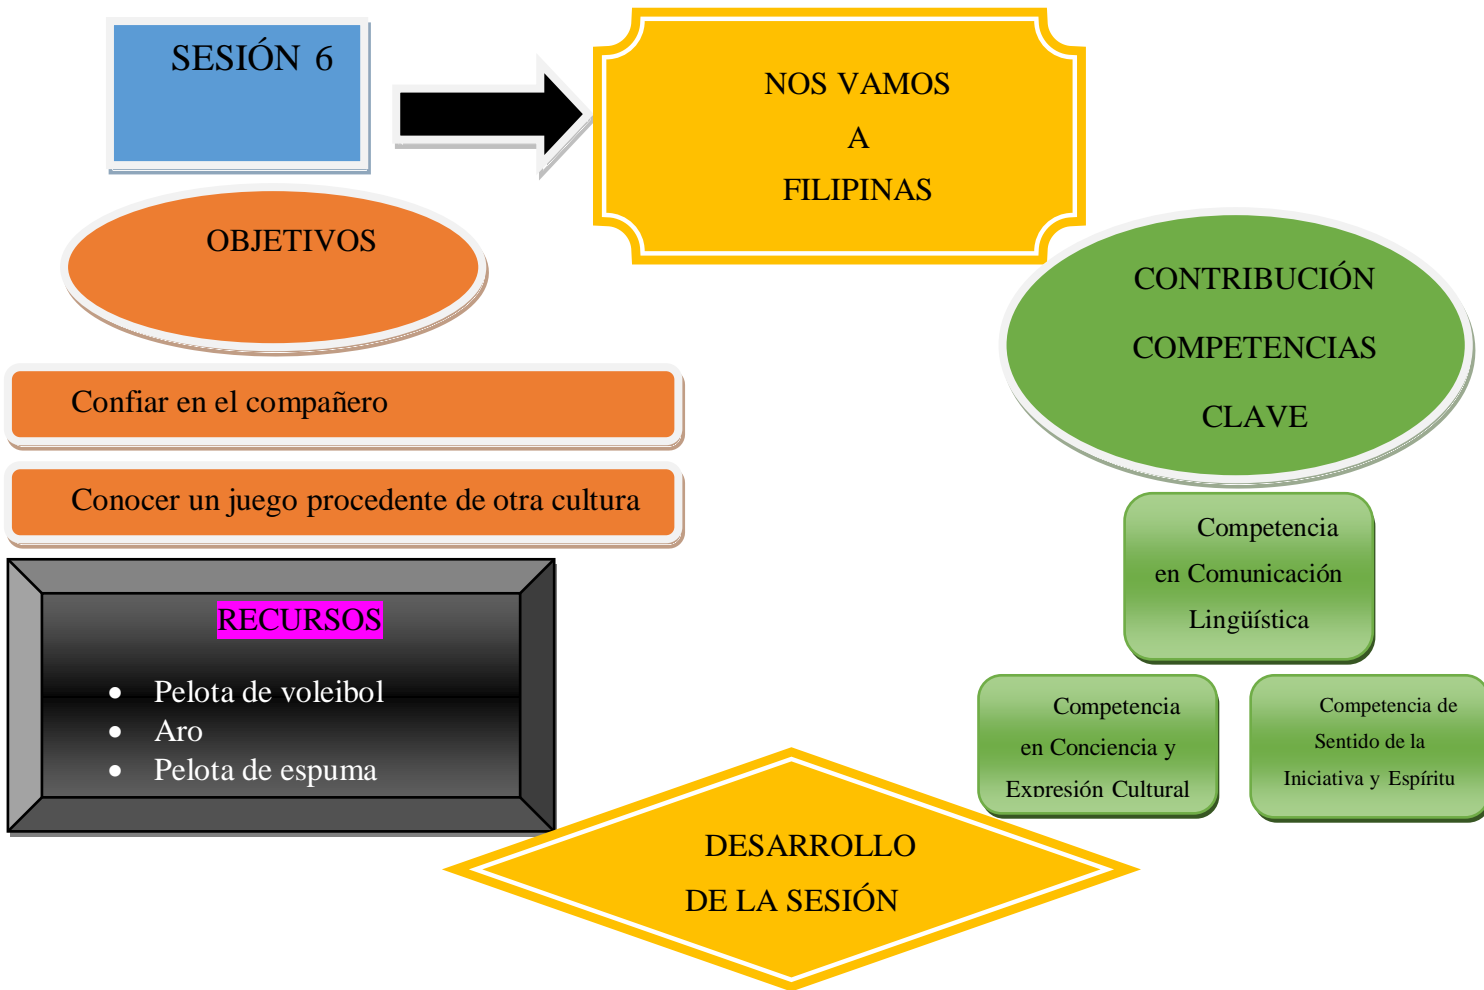 SESIÓN 6
NOS VAMOS
A
FILIPINAS
OBJETIVOS
Confiar en el compañero
Conocer un juego procedente de otra cultura
CONTRIBUCIÓN
COMPETENCIAS
CLAVE
Competencia
en Comunicación
Lingüística
Competencia
en Conciencia y
Expresión Cultural
Competencia de
Sentido de la
Iniciativa y Espíritu
RECURSOS
• Pelota de voleibol
• Aro
• Pelota de espuma
DESARROLLO
DE LA SESIÓN